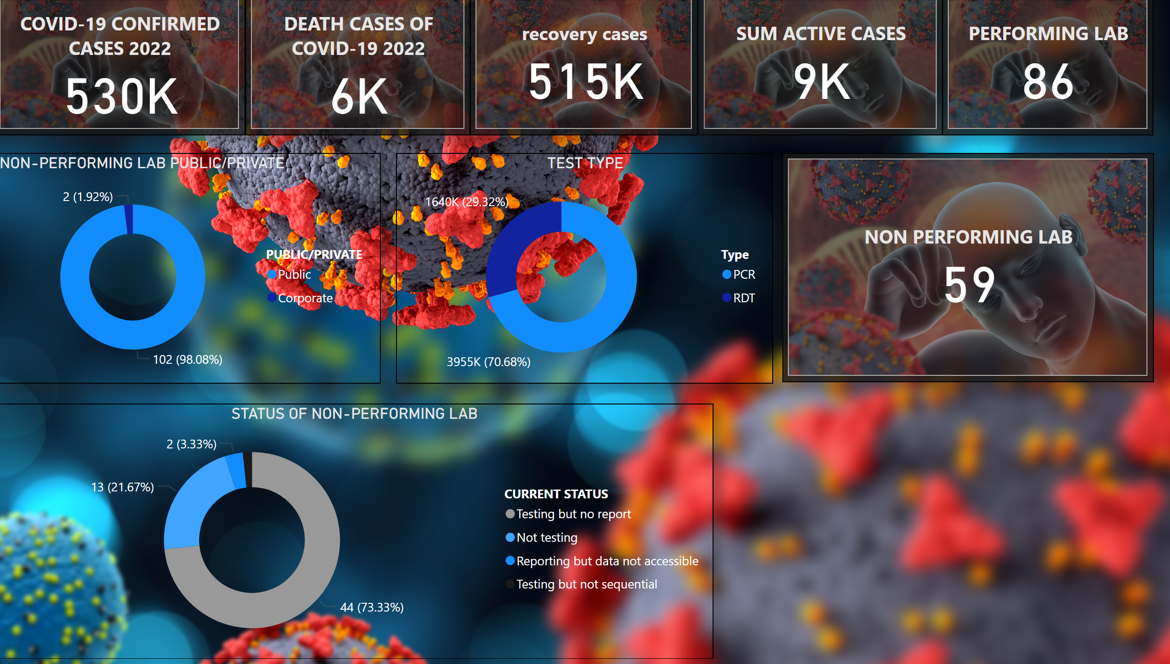 COVID-19 CONFIRMED
CASES 2022
530K
DEATH CASES OF
COVID-19 2022
6K
recovery cases
515K
SUM ACTIVE CASES
9K
PERFORMING LAB
86
NON-PERFORMING LAB PUBLIC/PRIVATE
2 (1.92%)
102 (98.08%)
PUBLIC/PRIVATE
Public
Corporate
TEST TYPE
1640K (29.32%)
3955K (70.68%)
Type
PCR
RDT
NON PERFORMING LAB
59
STATUS OF NON-PERFORMING LAB
2 (3.33%)
13 (21.67%)
44 (73.33%)
CURRENT STATUS
Testing but no report
Not testing
Reporting but data not accessible
Testing but not sequential